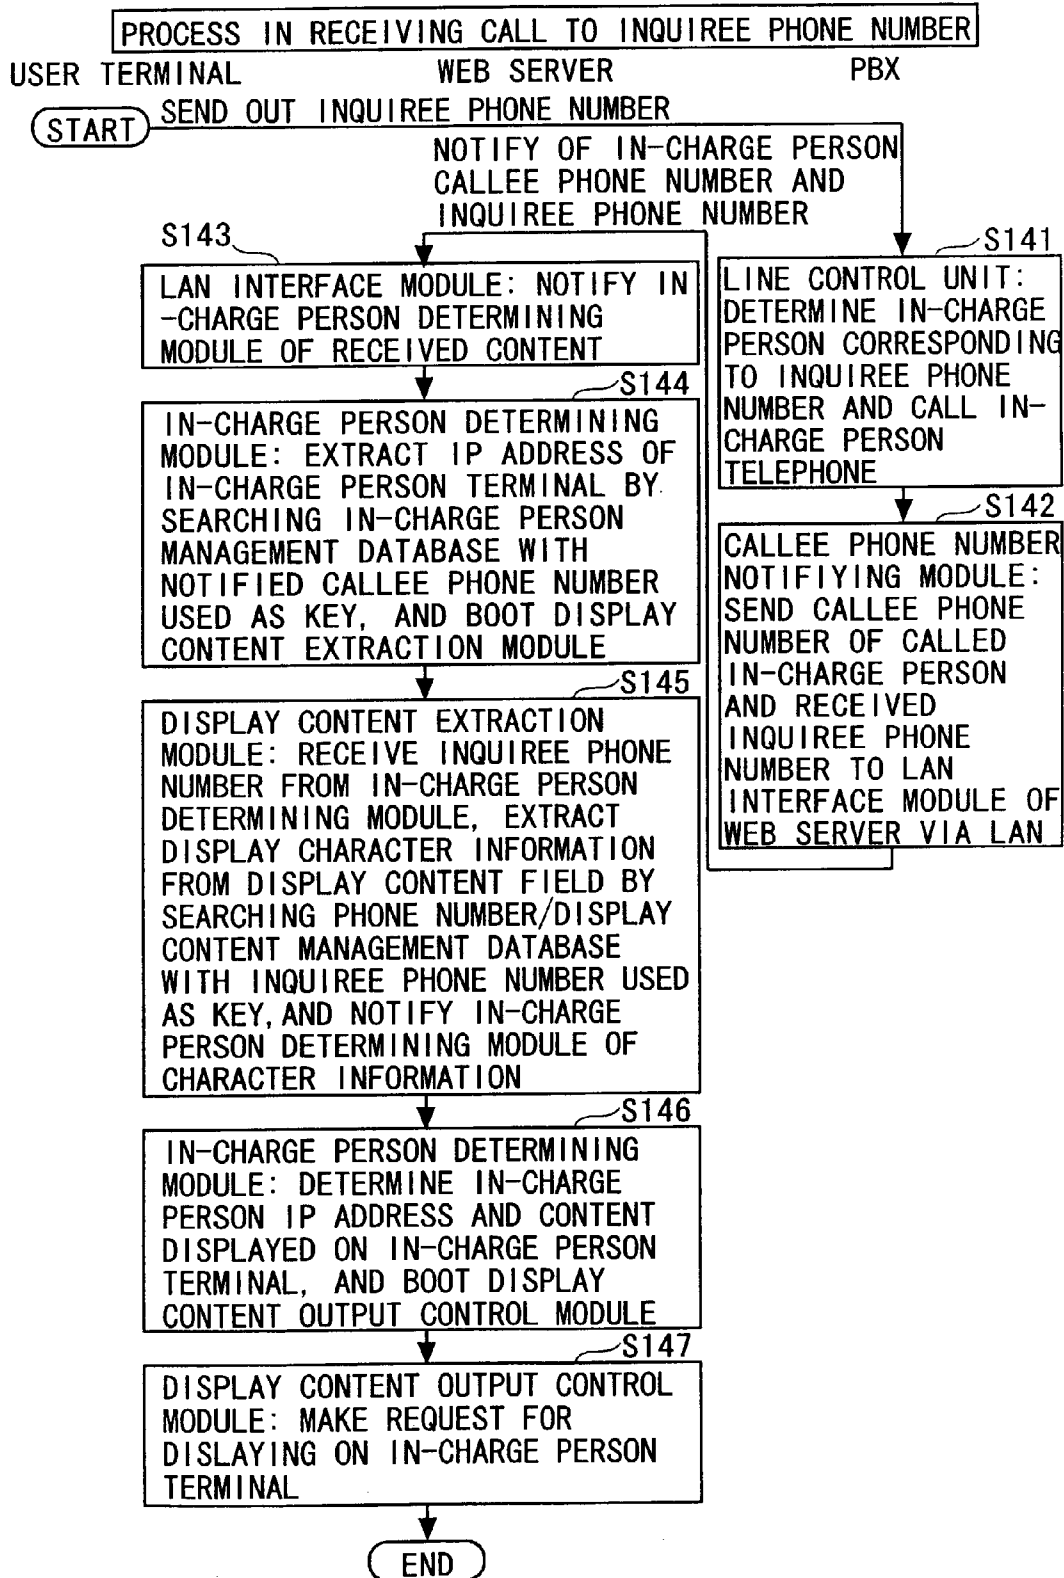 PROCESS IN RECEIVING CALL TO INQUIREE PHONE NUMBER
USER TERMINAL
WEB SERVER
PBX
START
SEND OUT INQUIREE PHONE NUMBER
NOTIFY OF IN-CHARGE PERSON
CALLEE PHONE NUMBER AND
INQUIREE PHONE NUMBER
S141
LINE CONTROL UNIT:
DETERMINE IN-CHARGE
PERSON CORRESPONDING
TO INQUIREE PHONE
NUMBER AND CALL IN-
CHARGE PERSON
TELEPHONE
S142
CALLEE PHONE NUMBER
NOTIFIYING MODULE:
SEND CALLEE PHONE
NUMBER OF CALLED
IN-CHARGE PERSON
AND RECEIVED
INQUIREE PHONE
NUMBER TO LAN
INTERFACE MODULE OF
WEB SERVER VIA LAN
S143
LAN INTERFACE MODULE: NOTIFY IN
-CHARGE PERSON DETERMINING
MODULE OF RECEIVED CONTENT
S144
IN-CHARGE PERSON DETERMINING
MODULE: EXTRACT IP ADDRESS OF
IN-CHARGE PERSON TERMINAL BY
SEARCHING IN-CHARGE PERSON
MANAGEMENT DATABASE WITH
NOTIFIED CALLEE PHONE NUMBER
USED AS KEY, AND BOOT DISPLAY
CONTENT EXTRACTION MODULE
S145
DISPLAY CONTENT EXTRACTION
MODULE: RECEIVE INQUIREE PHONE
NUMBER FROM IN-CHARGE PERSON
DETERMINING MODULE, EXTRACT
DISPLAY CHARACTER INFORMATION
FROM DISPLAY CONTENT FIELD BY
SEARCHING PHONE NUMBER/DISPLAY
CONTENT MANAGEMENT DATABASE
WITH INQUIREE PHONE NUMBER USED
AS KEY, AND NOTIFY IN-CHARGE
PERSON DETERMINING MODULE OF
CHARACTER INFORMATION
S146
IN-CHARGE PERSON DETERMINING
MODULE: DETERMINE IN-CHARGE
PERSON IP ADDRESS AND CONTENT
DISPLAYED ON IN-CHARGE PERSON
TERMINAL, AND BOOT DISPLAY
CONTENT OUTPUT CONTROL MODULE
S147
DISPLAY CONTENT OUTPUT CONTROL
MODULE: MAKE REQUEST FOR
DISLAYING ON IN-CHARGE PERSON
TERMINAL
END